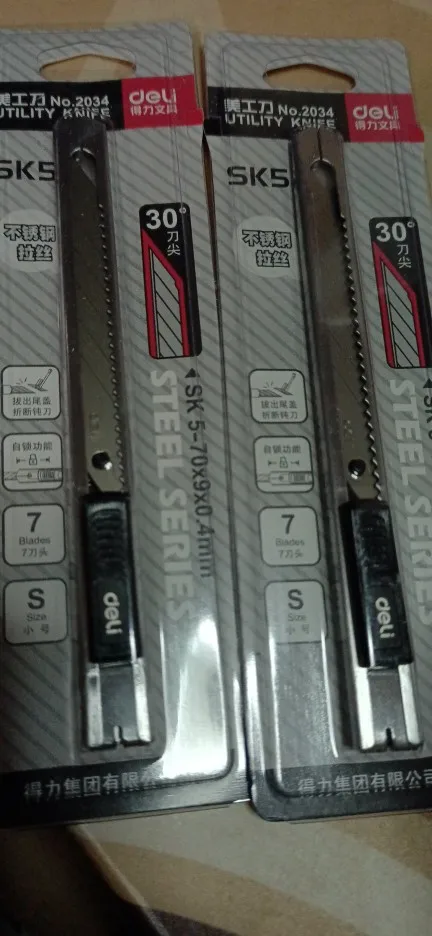 美工刀 No.2034
UTILITY KNIFE
deli
得力文具
SK5
不锈钢
拉丝
30°
刀尖
拔出尾盖
折断钝刀
自锁功能
7
Blades
7刀头
S
Size
小 号
◀SK 5-70x9x0.4mm
STEEL SERIES
deli
得力集团有限公
美工刀 No.2034
UTILITY KNIFE
deli
得力文具
SK5
不锈钢
拉丝
30°
刀尖
拔出尾盖
折断钝刀
自锁功能
7
Blades
7刀头
S
Size
小 号
STEEL SERIES
deli
得力集团有限公司